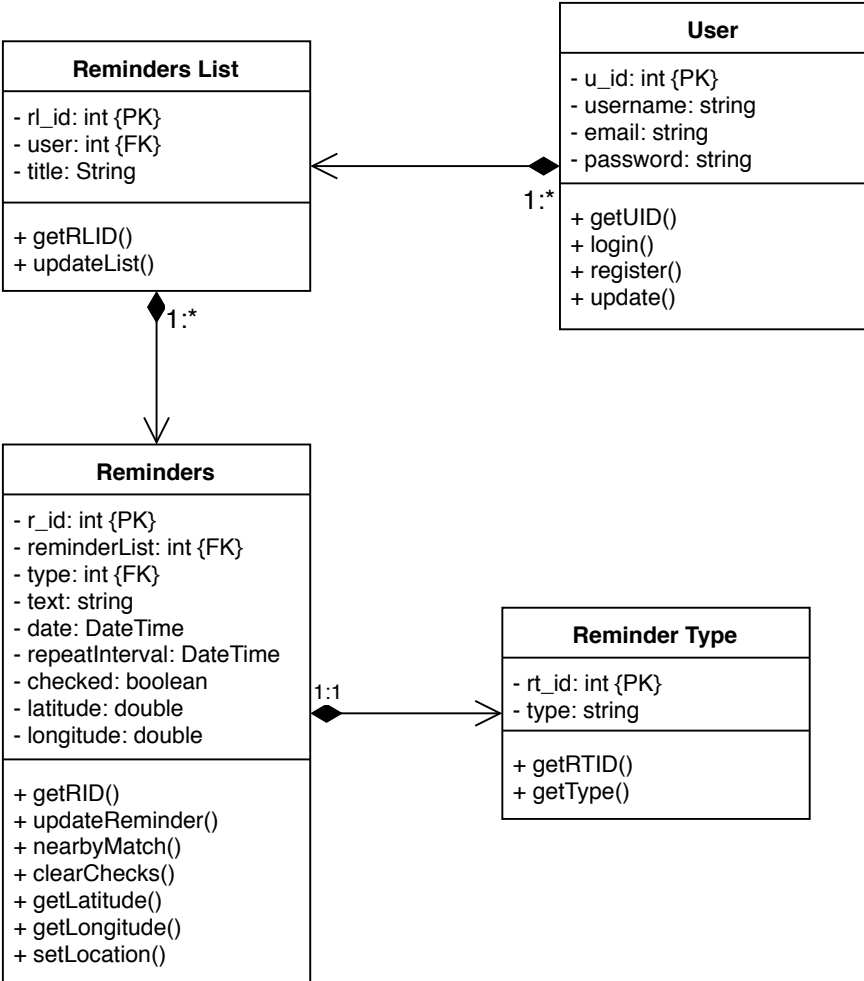 Reminders List
- rl_id: int {PK}
- user: int {FK}
- title: String
+ getRLID()
+ updateList()
1:*
User
- u_id: int {PK}
- username: string
- email: string
- password: string
+ getUID()
+ login()
+ register()
+ update()
1:*
Reminders
- r_id: int {PK}
- reminderList: int {FK}
- type: int {FK}
- text: string
- date: DateTime
- repeatInterval: DateTime
- checked: boolean
- latitude: double
- longitude: double
+ getRID()
+ updateReminder()
+ nearbyMatch()
+ clearChecks()
+ getLatitude()
+ getLongitude()
+ setLocation()
1:1
Reminder Type
- rt_id: int {PK}
- type: string
+ getRTID()
+ getType()